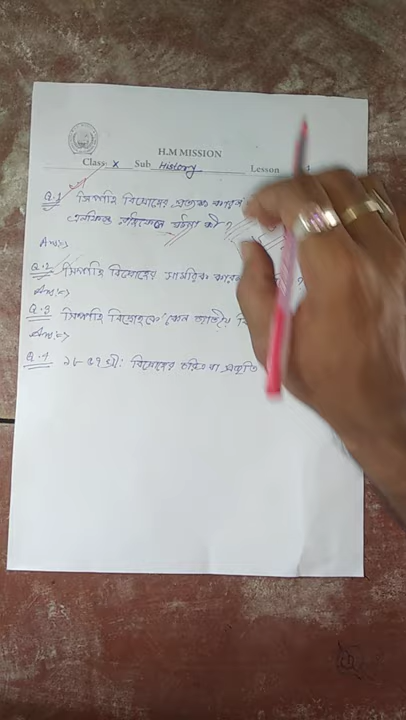 H.M MISSION
Class: X Sub History Lesson
Q.1 সিপাহি বিদ্রোহের প্রত্যক্ষ কারণ
এনফিল্ড রাইফেলের ঘটনা কী ?
Ans:→
Q.2 সিপাহি বিদ্রোহের সামরিক কারণ
Ans:→
Q.3 সিপাহি বিদ্রোহকে কেন জাতীয় বি
Ans:→
Q.4 ১৮৫৭ খ্রী: বিদ্রোহের চরিত্র বা প্রকৃতি